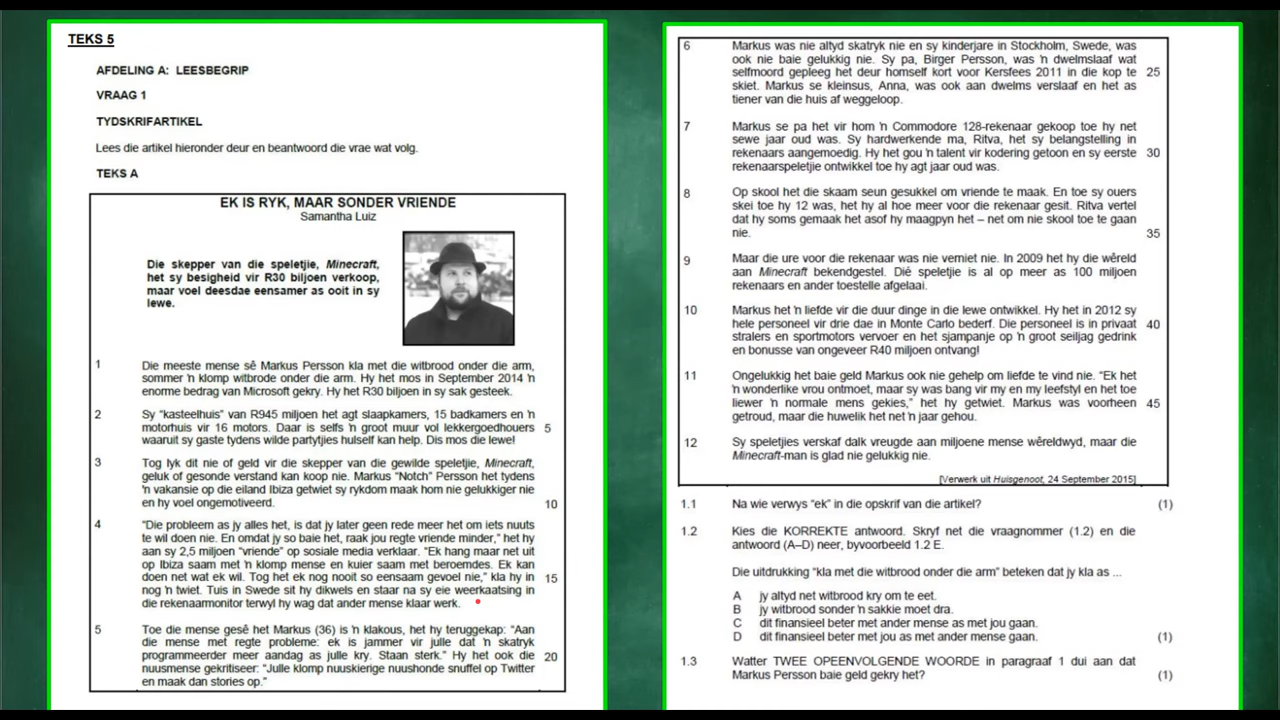 TEKS 5
AFDELING A: LEESBEGRIP
VRAAG 1
TYDSKRIFARTIKEL
Lees die artikel hieronder deur en beantwoord die vrae wat volg.
TEKS A
EK IS RYK, MAAR SONDER VRIENDE
Samantha Luiz
Die skepper van die speletjie, Minecraft,
het sy besigheid vir R30 biljoen verkoop,
maar voel deesdae eensamer as ooit in sy
lewe.
1 Die meeste mense sê Markus Persson kla met die witbrood onder die arm,
sommer 'n klomp witbrode onder die arm. Hy het mos in September 2014 'n
enorme bedrag van Microsoft gekry. Hy het R30 biljoen in sy sak gesteek.
2 Sy “kasteelhuis” van R945 miljoen het agt slaapkamers, 15 badkamers en 'n
motorhuis vir 16 motors. Daar is selfs 'n groot muur vol lekkergoedhouers 5
waaruit sy gaste tydens wilde partytjies hulself kan help. Dis mos die lewe!
3 Tog lyk dit nie of geld vir die skepper van die gewilde speletjie, Minecraft,
geluk of gesonde verstand kan koop nie. Markus “Notch” Persson het tydens
'n vakansie op die eiland Ibiza getwiet sy rykdom maak hom nie gelukkiger nie
en hy voel ongemotiveerd. 10
4 “Die probleem as jy alles het, is dat jy later geen rede meer het om iets nuuts
te wil doen nie. En omdat jy so baie het, raak jou regte vriende minder,” het hy
aan sy 2,5 miljoen “vriende” op sosiale media verklaar. “Ek hang maar net uit
op Ibiza saam met 'n klomp mense en kuier saam met beroemdes. Ek kan
doen net wat ek wil. Tog het ek nog nooit so eensaam gevoel nie,” kla hy in 15
nog 'n twiet. Tuis in Swede sit hy dikwels en staar na sy eie weerkaatsing in
die rekenaarmonitor terwyl hy wag dat ander mense klaar werk.
5 Toe die mense gesê het Markus (36) is 'n klakous, het hy teruggekap: “Aan
die mense met regte probleme: ek is jammer vir julle dat 'n skatryk
programmeerder meer aandag as julle kry. Staan sterk.” Hy het ook die 20
nuusmense gekritiseer: “Julle klomp nuuskierige nuushonde snuffel op Twitter
en maak dan stories op.”
6 Markus was nie altyd skatryk nie en sy kinderjare in Stockholm, Swede, was
ook nie baie gelukkig nie. Sy pa, Birger Persson, was 'n dwelmslaaf wat
selfmoord gepleeg het deur homself kort voor Kersfees 2011 in die kop te 25
skiet. Markus se kleinsus, Anna, was ook aan dwelms verslaaf en het as
tiener van die huis af weggeloop.
7 Markus se pa het vir hom 'n Commodore 128-rekenaar gekoop toe hy net
sewe jaar oud was. Sy hardwerkende ma, Ritva, het sy belangstelling in
rekenaars aangemoedig. Hy het gou 'n talent vir kodering getoon en sy eerste 30
rekenaarspeletjie ontwikkel toe hy agt jaar oud was.
8 Op skool het die skaam seun gesukkel om vriende te maak. En toe sy ouers
skei toe hy 12 was, het hy al hoe meer voor die rekenaar gesit. Ritva vertel
dat hy soms gemaak het asof hy maagpyn het – net om nie skool toe te gaan
nie. 35
9 Maar die ure voor die rekenaar was nie verniet nie. In 2009 het hy die wêreld
aan Minecraft bekendgestel. Dié speletjie is al op meer as 100 miljoen
rekenaars en ander toestelle afgelaai.
10 Markus het 'n liefde vir die duur dinge in die lewe ontwikkel. Hy het in 2012 sy
hele personeel vir drie dae in Monte Carlo bederf. Die personeel is in privaat 40
stralers en sportmotors vervoer en het sjampanje op 'n groot seiljag gedrink
en bonusse van ongeveer R40 miljoen ontvang!
11 Ongelukkig het baie geld Markus ook nie gehelp om liefde te vind nie. “Ek het
'n wonderlike vrou ontmoet, maar sy was bang vir my en my leefstyl en het toe
liewer 'n normale mens gekies,” het hy getwiet. Markus was voorheen 45
getroud, maar die huwelik het net 'n jaar gehou.
12 Sy speletjies verskaf dalk vreugde aan miljoene mense wêreldwyd, maar die
Minecraft-man is glad nie gelukkig nie.
[Verwerk uit Huisgenoot, 24 September 2015]
1.1 Na wie verwys “ek” in die opskrif van die artikel? (1)
1.2 Kies die KORREKTE antwoord. Skryf net die vraagnommer (1.2) en die
antwoord (A–D) neer, byvoorbeeld 1.2 E.
Die uitdrukking “kla met die witbrood onder die arm” beteken dat jy kla as ...
A jy altyd net witbrood kry om te eet.
B jy witbrood sonder 'n sakkie moet dra.
C dit finansieel beter met ander mense as met jou gaan.
D dit finansieel beter met jou as met ander mense gaan. (1)
1.3 Watter TWEE OPEENVOLGENDE WOORDE in paragraaf 1 dui aan dat
Markus Persson baie geld gekry het? (1)